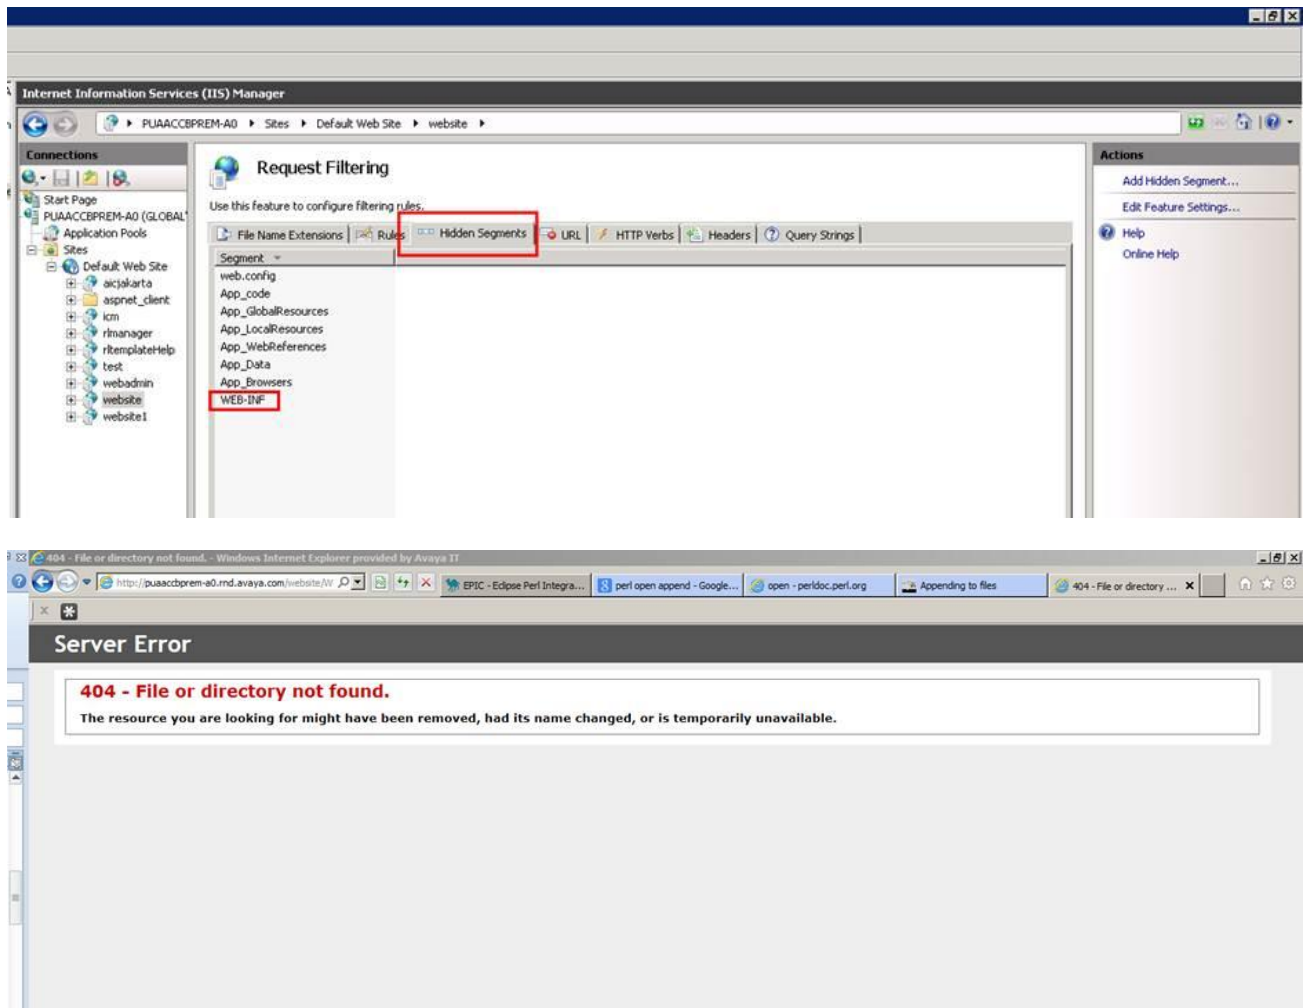 Internet Information Services (IIS) Manager
PUAACCBPREM-A0 Sites Default Web Site website
Connections
Start Page
PUAACCBPREM-A0 (GLOBAL
Application Pools
Sites
Default Web Site
aicjakarta
aspnet_client
icm
rlmanager
rltemplateHelp
test
webadmin
website
website1
Request Filtering
Use this feature to configure filtering rules.
File Name Extensions Rules Hidden Segments URL HTTP Verbs Headers Query Strings
Segment
web.config
App_code
App_GlobalResources
App_LocalResources
App_WebReferences
App_Data
App_Browsers
WEB-INF
Actions
Add Hidden Segment...
Edit Feature Settings...
Help
Online Help
404 - File or directory not found. - Windows Internet Explorer provided by Avaya IT
http://puaaccbprem-a0.rnd.avaya.com/website/W EPIC - Eclipse Perl Integra... perl open append - Google... open - perldoc.perl.org Appending to files 404 - File or directory ...
Server Error
404 - File or directory not found.
The resource you are looking for might have been removed, had its name changed, or is temporarily unavailable.